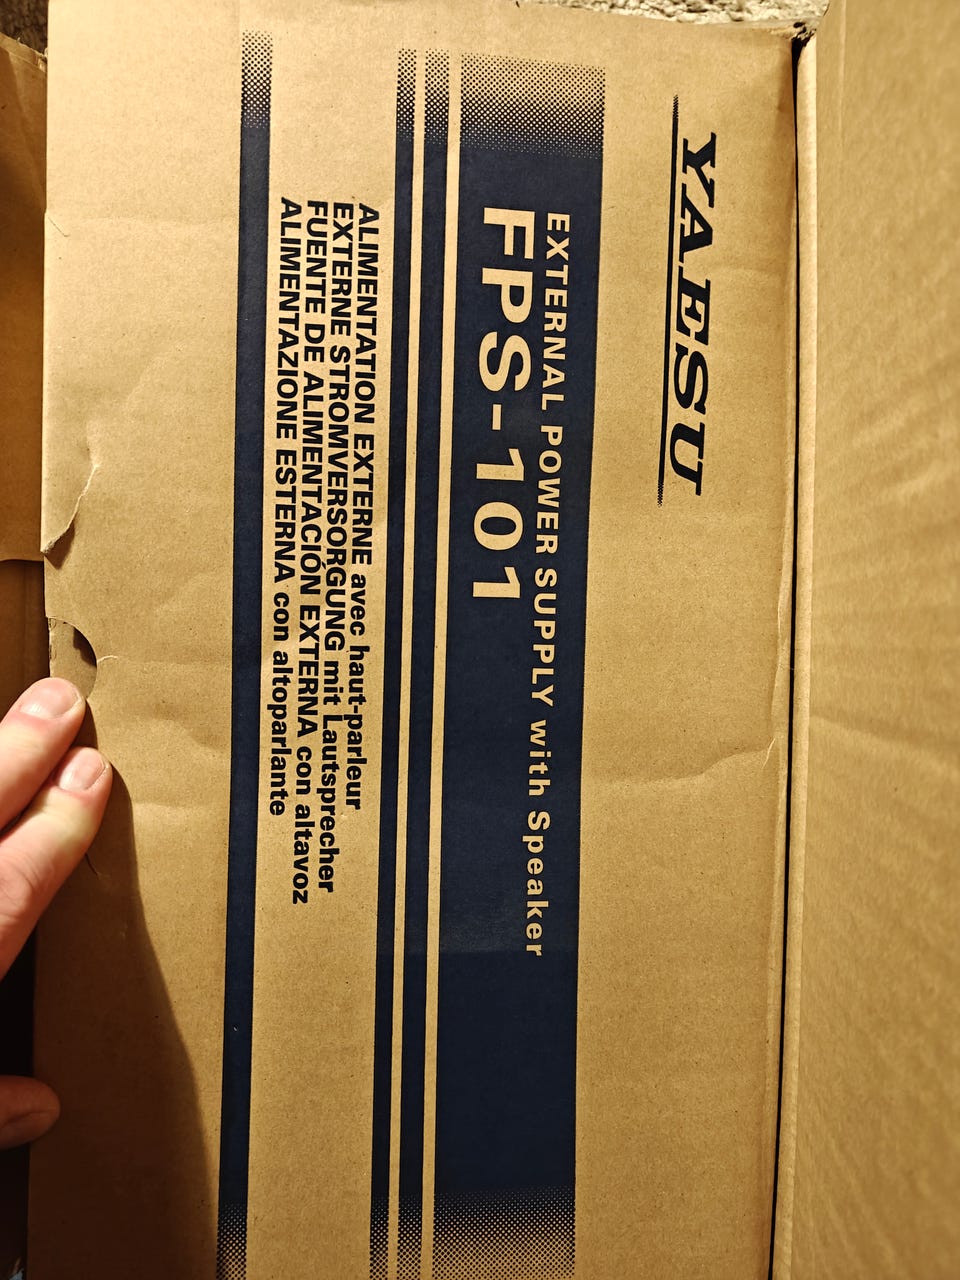 YAESU
EXTERNAL POWER SUPPLY with Speaker
FPS-101
ALIMENTATION EXTERNE avec haut-parleur
EXTERNE STROMVERSORGUNG mit Lautsprecher
FUENTE DE ALIMENTACIÓN EXTERNA con altavoz
ALIMENTAZIONE ESTERNA con altoparlante